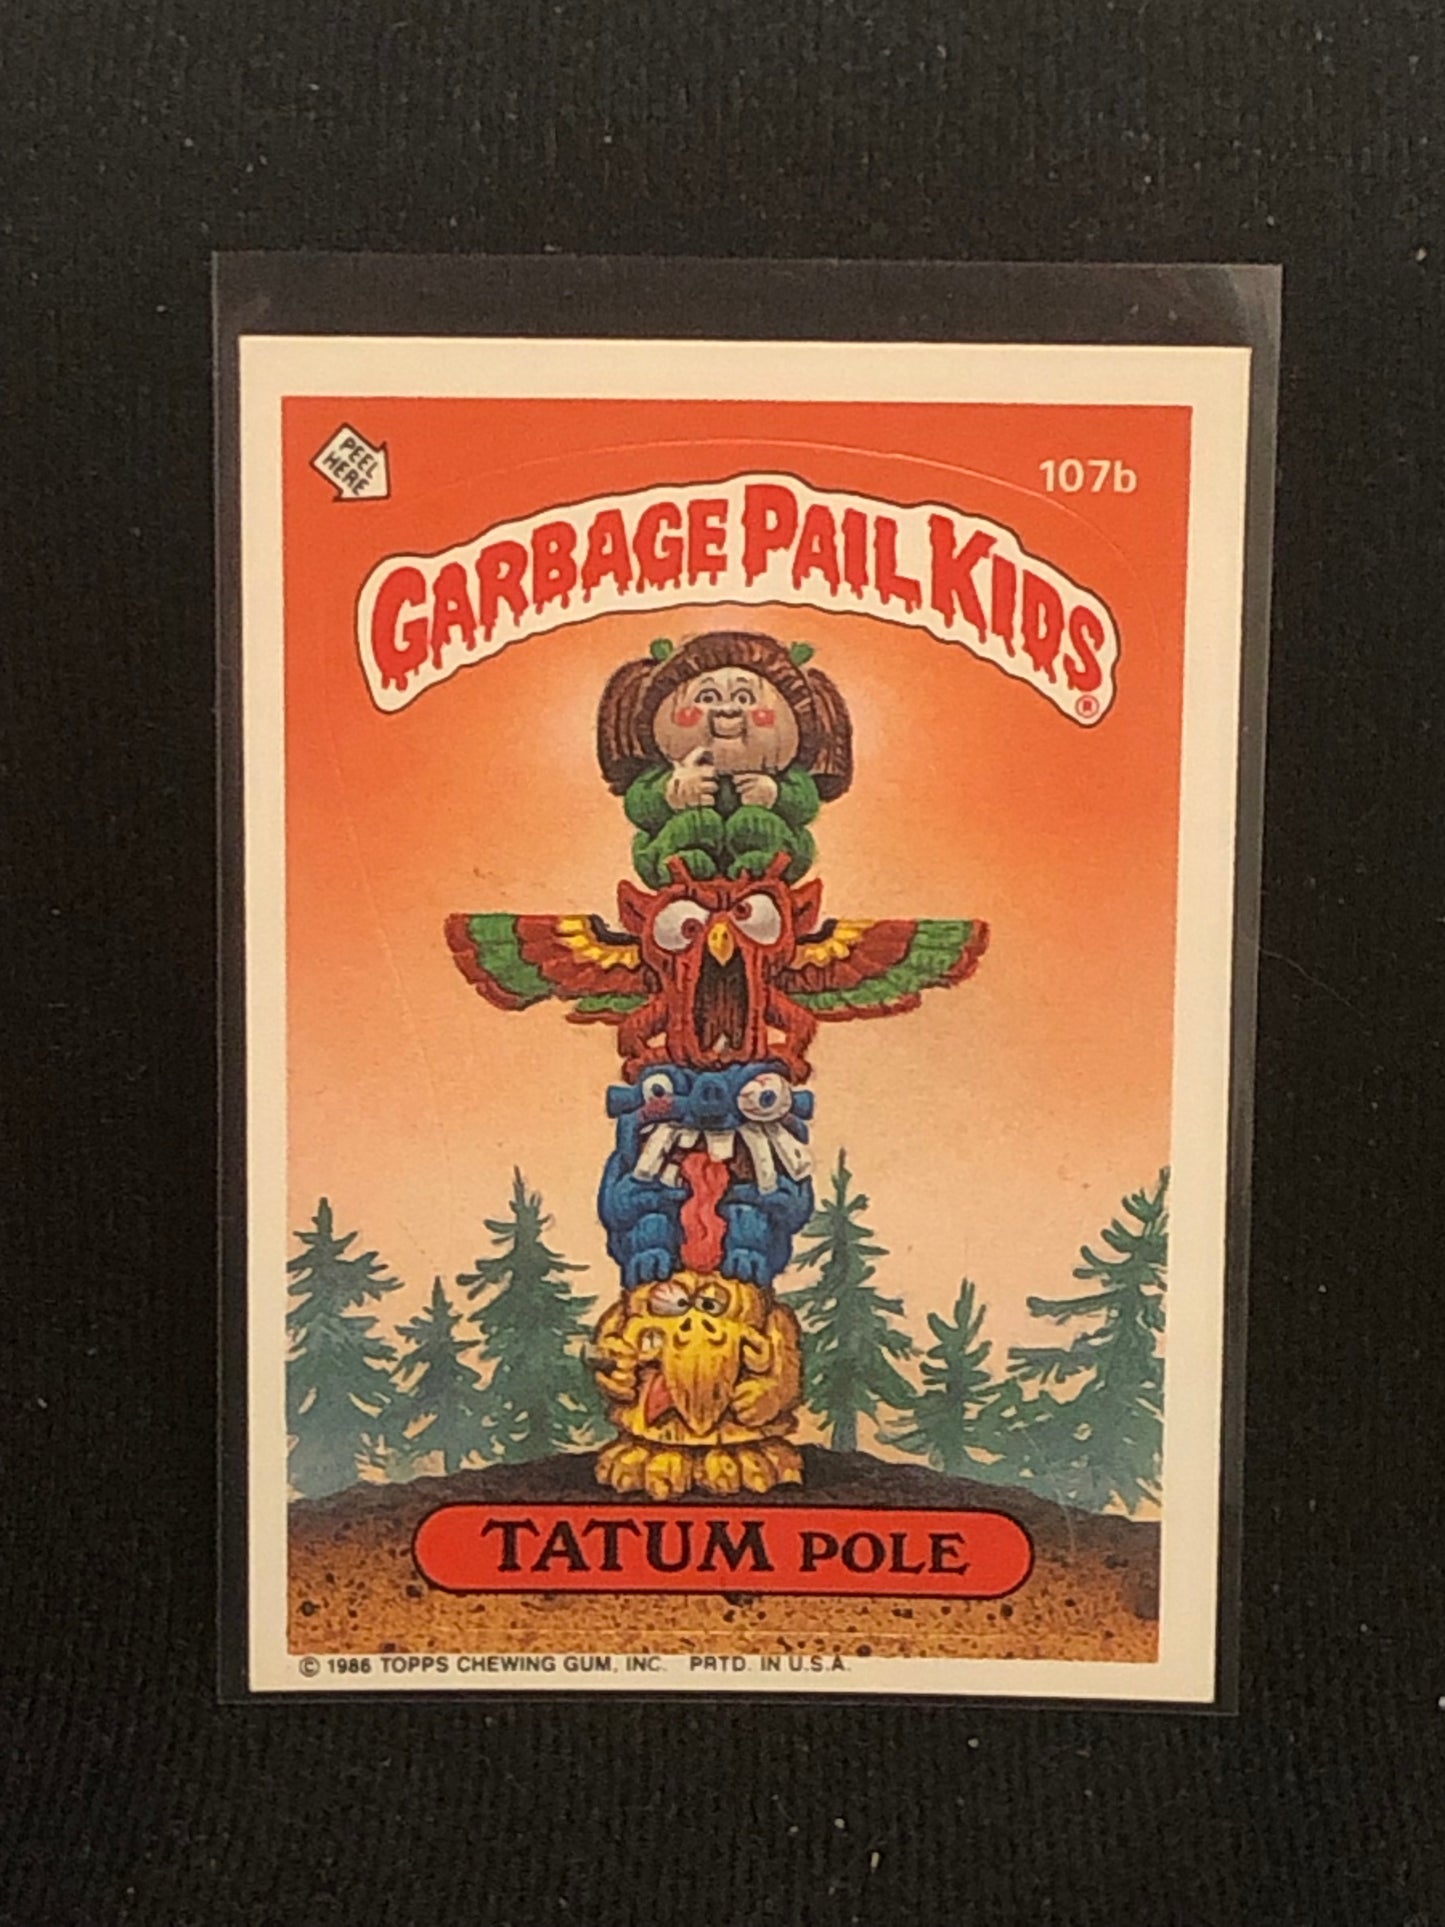 PEEL
HERE
107b
GARBAGE PAIL KIDS
®
TATUM POLE
© 1986 TOPPS CHEWING GUM, INC. PRTD. IN U.S.A.